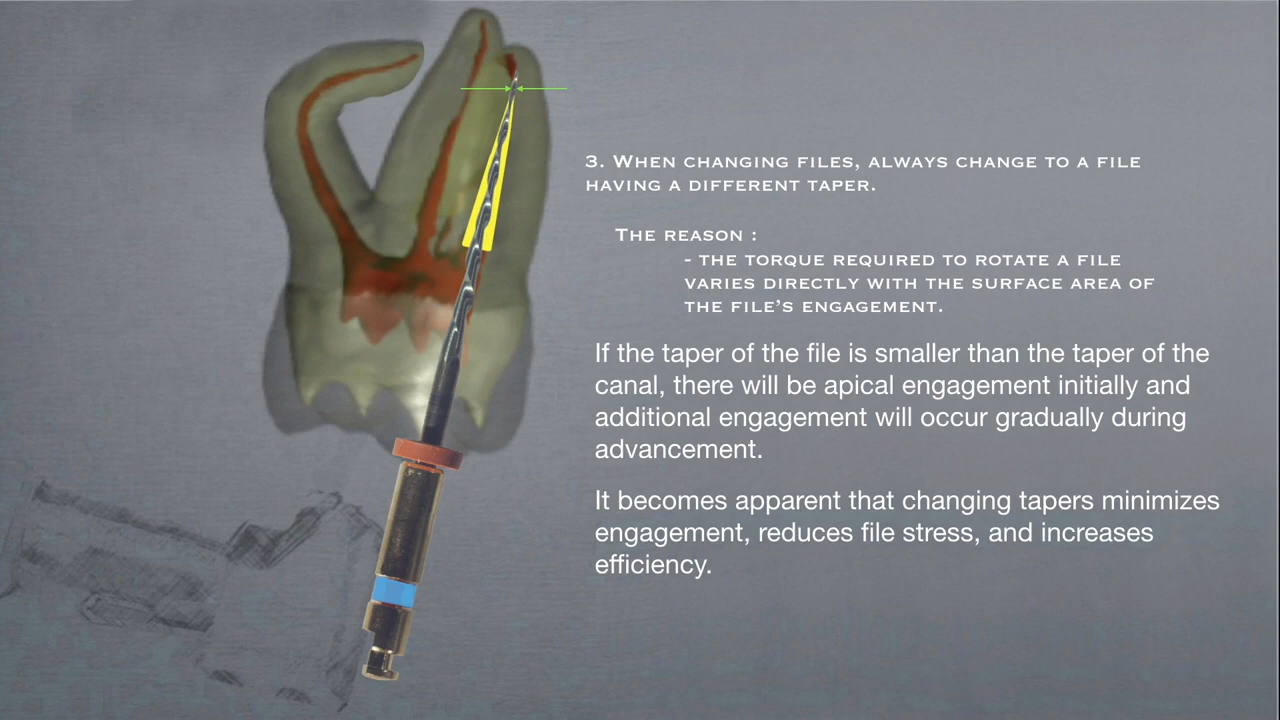 3. When changing files, always change to a file
having a different taper.
The reason :
- the torque required to rotate a file
varies directly with the surface area of
the file’s engagement.
If the taper of the file is smaller than the taper of the
canal, there will be apical engagement initially and
additional engagement will occur gradually during
advancement.
It becomes apparent that changing tapers minimizes
engagement, reduces file stress, and increases
efficiency.